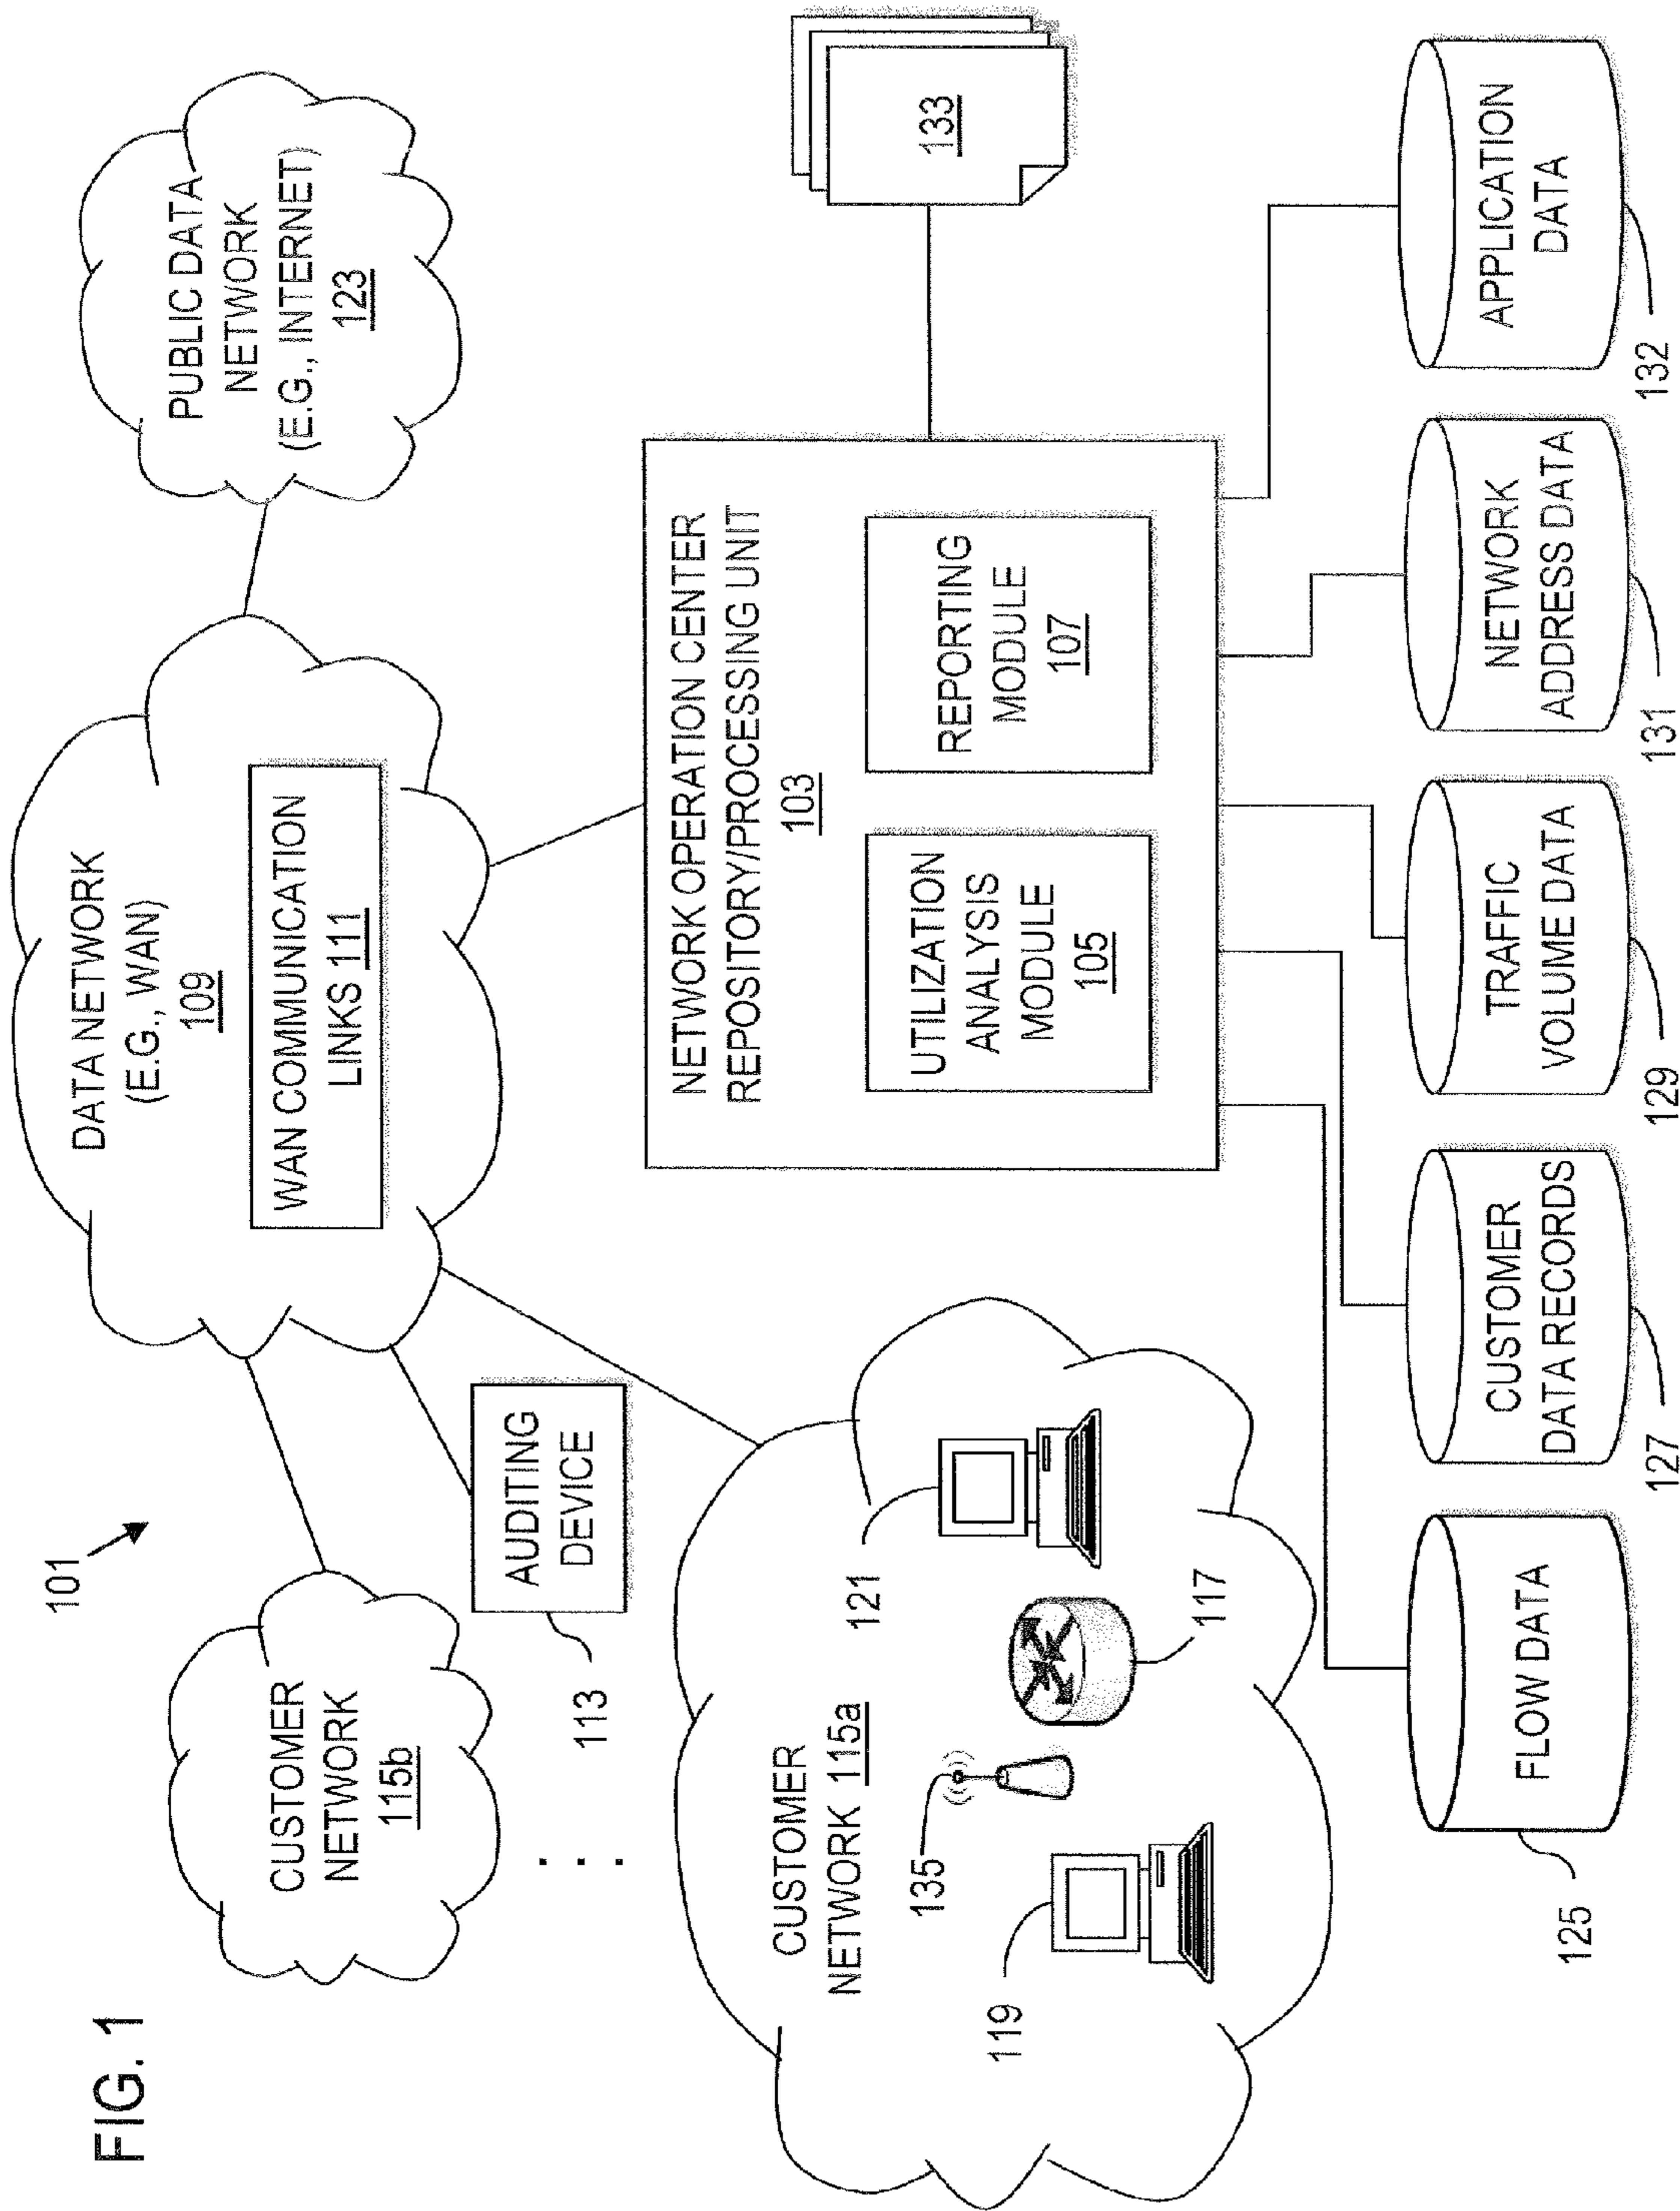 FIG. 1
101
CUSTOMER
NETWORK
115b
DATA NETWORK
(E.G., WAN)
109
WAN COMMUNICATION
LINKS 111
PUBLIC DATA
NETWORK
(E.G., INTERNET)
123
AUDITING
DEVICE
113
CUSTOMER
NETWORK 115a
119
135
121
117
NETWORK OPERATION CENTER
REPOSITORY/PROCESSING UNIT
103
UTILIZATION
ANALYSIS
MODULE
105
REPORTING
MODULE
107
133
FLOW DATA
125
CUSTOMER
DATA RECORDS
127
TRAFFIC
VOLUME DATA
129
NETWORK
ADDRESS DATA
131
APPLICATION
DATA
132